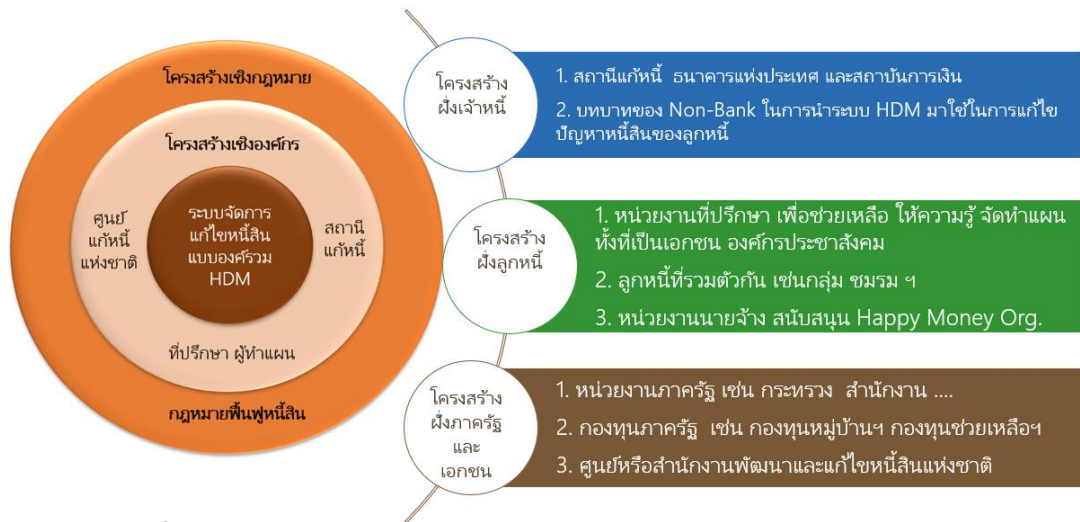 โครงสร้างเชิงกฎหมาย
โครงสร้างเชิงองค์กร
ศูนย์
แก้หนี้
แห่งชาติ
ระบบจัดการ
แก้ไขหนี้สิน
แบบองค์รวม
HDM
สถานี
แก้หนี้
ที่ปรึกษา ผู้ทำแผน
กฎหมายฟื้นฟูหนี้สิน
โครงสร้าง
ฝั่งเจ้าหนี้
1. สถานีแก้หนี้ ธนาคารแห่งประเทศ และสถาบันการเงิน
2. บทบาทของ Non-Bank ในการนำระบบ HDM มาใช้ในการแก้ไข
ปัญหาหนี้สินของลูกหนี้
โครงสร้าง
ฝั่งลูกหนี้
1. หน่วยงานที่ปรึกษา เพื่อช่วยเหลือ ให้ความรู้ จัดทำแผน
ทั้งที่เป็นเอกชน องค์กรประชาสังคม
2. ลูกหนี้ที่รวมตัวกัน เช่นกลุ่ม ชมรม ฯ
3. หน่วยงานนายจ้าง สนับสนุน Happy Money Org.
โครงสร้าง
ฝั่งภาครัฐ
และ
เอกชน
1. หน่วยงานภาครัฐ เช่น กระทรวง สำนักงาน ....
2. กองทุนภาครัฐ เช่น กองทุนหมู่บ้านฯ กองทุนช่วยเหลือฯ
3. ศูนย์หรือสำนักงานพัฒนาและแก้ไขหนี้สินแห่งชาติ